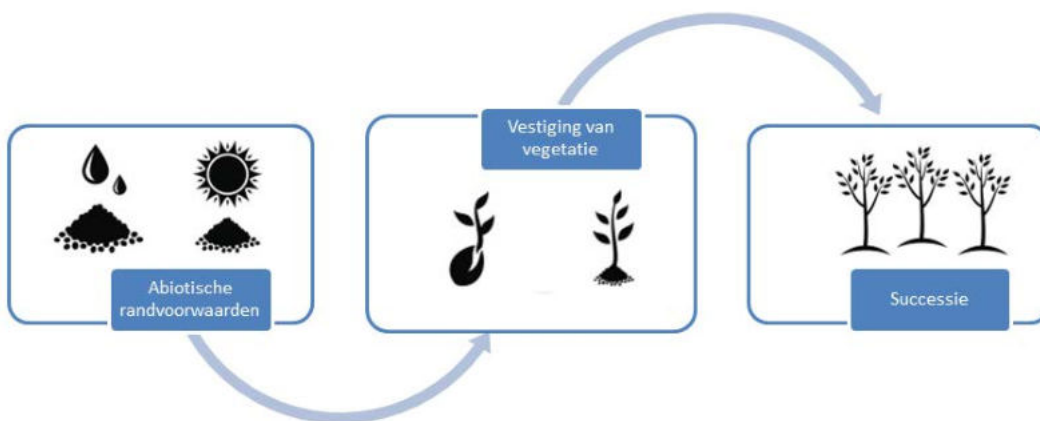 Abiotische
randvoorwaarden
Vestiging van
vegetatie
Successie